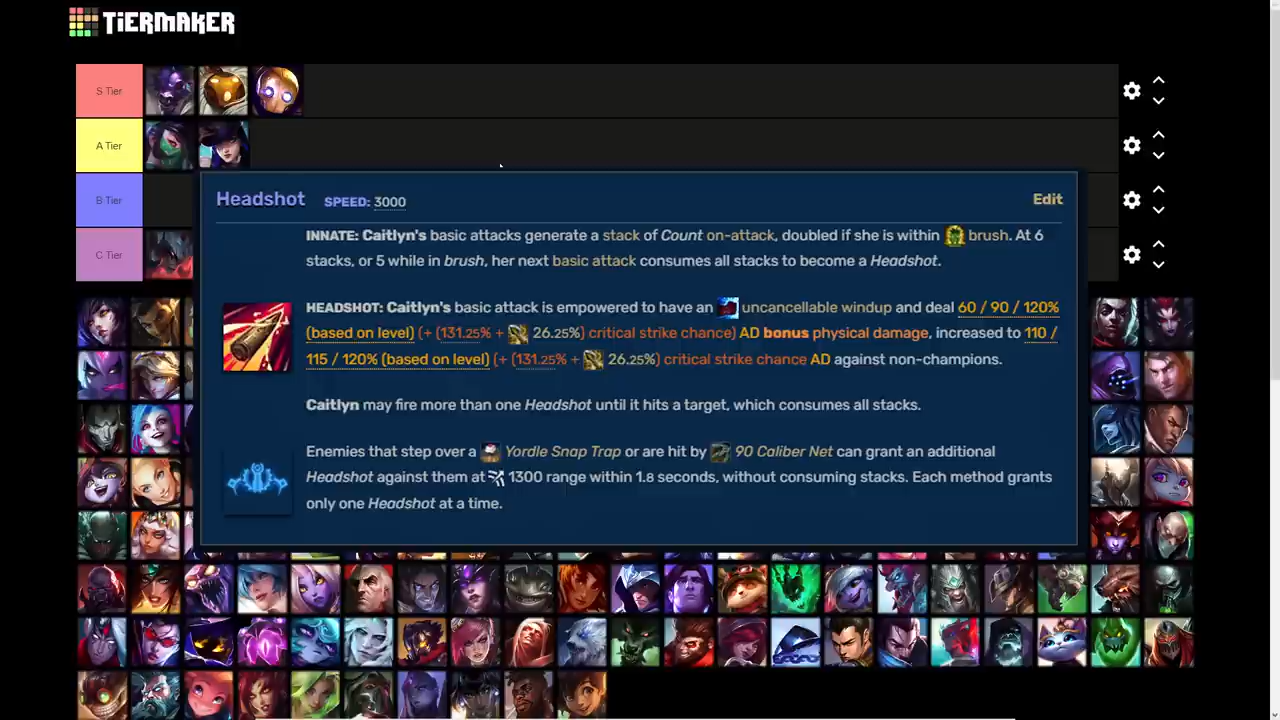 TiERMAKER
S Tier
A Tier
B Tier
C Tier
Headshot SPEED: 3000 Edit
INNATE: Caitlyn's basic attacks generate a stack of Count on-attack, doubled if she is within brush. At 6
stacks, or 5 while in brush, her next basic attack consumes all stacks to become a Headshot.
HEADSHOT: Caitlyn's basic attack is empowered to have an uncancellable windup and deal 60 / 90 / 120%
(based on level) (+ (131.25% + 26.25%) critical strike chance) AD bonus physical damage, increased to 110 /
115 / 120% (based on level) (+ (131.25% + 26.25%) critical strike chance AD against non-champions.
Caitlyn may fire more than one Headshot until it hits a target, which consumes all stacks.
Enemies that step over a Yordle Snap Trap or are hit by 90 Caliber Net can grant an additional
Headshot against them at 1300 range within 1.8 seconds, without consuming stacks. Each method grants
only one Headshot at a time.